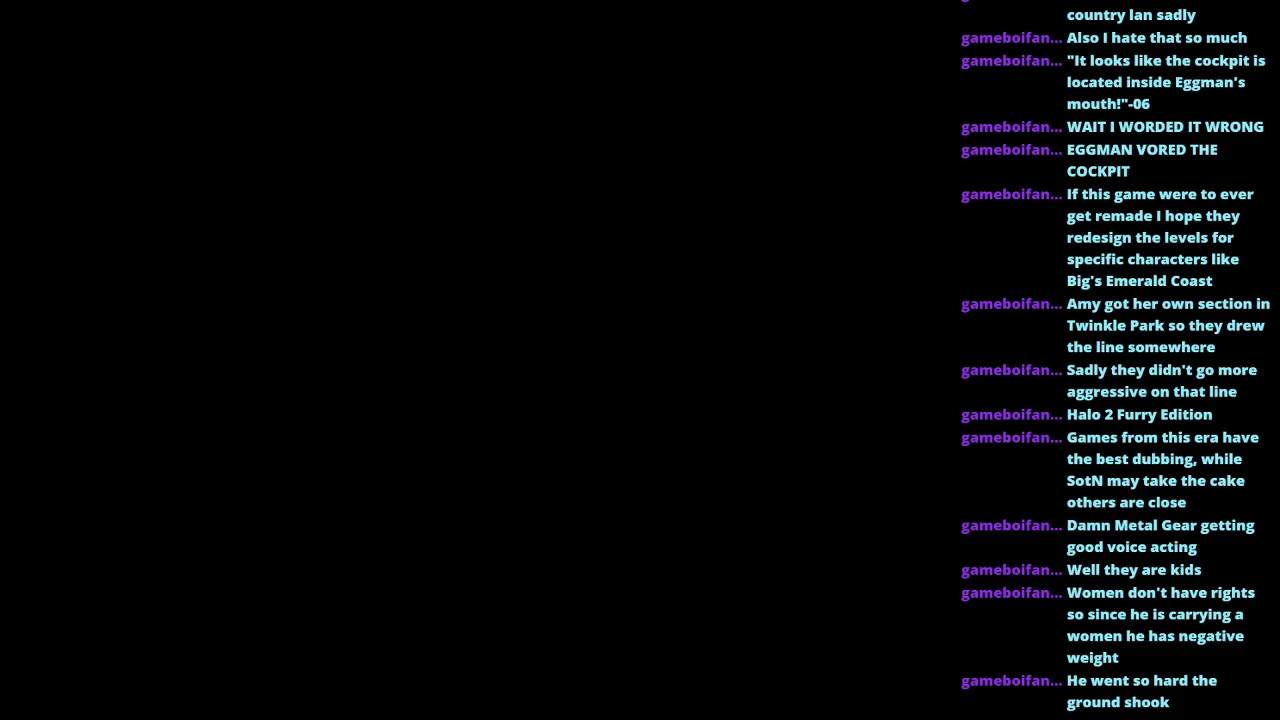 country Ian sadly
gameboifan... Also I hate that so much
gameboifan... "It looks like the cockpit is
located inside Eggman's
mouth!"-06
gameboifan... WAIT I WORDED IT WRONG
gameboifan... EGGMAN VORED THE
COCKPIT
gameboifan... If this game were to ever
get remade I hope they
redesign the levels for
specific characters like
Big's Emerald Coast
gameboifan... Amy got her own section in
Twinkle Park so they drew
the line somewhere
gameboifan... Sadly they didn't go more
aggressive on that line
gameboifan... Halo 2 Furry Edition
gameboifan... Games from this era have
the best dubbing, while
SotN may take the cake
others are close
gameboifan... Damn Metal Gear getting
good voice acting
gameboifan... Well they are kids
gameboifan... Women don't have rights
so since he is carrying a
women he has negative
weight
gameboifan... He went so hard the
ground shook